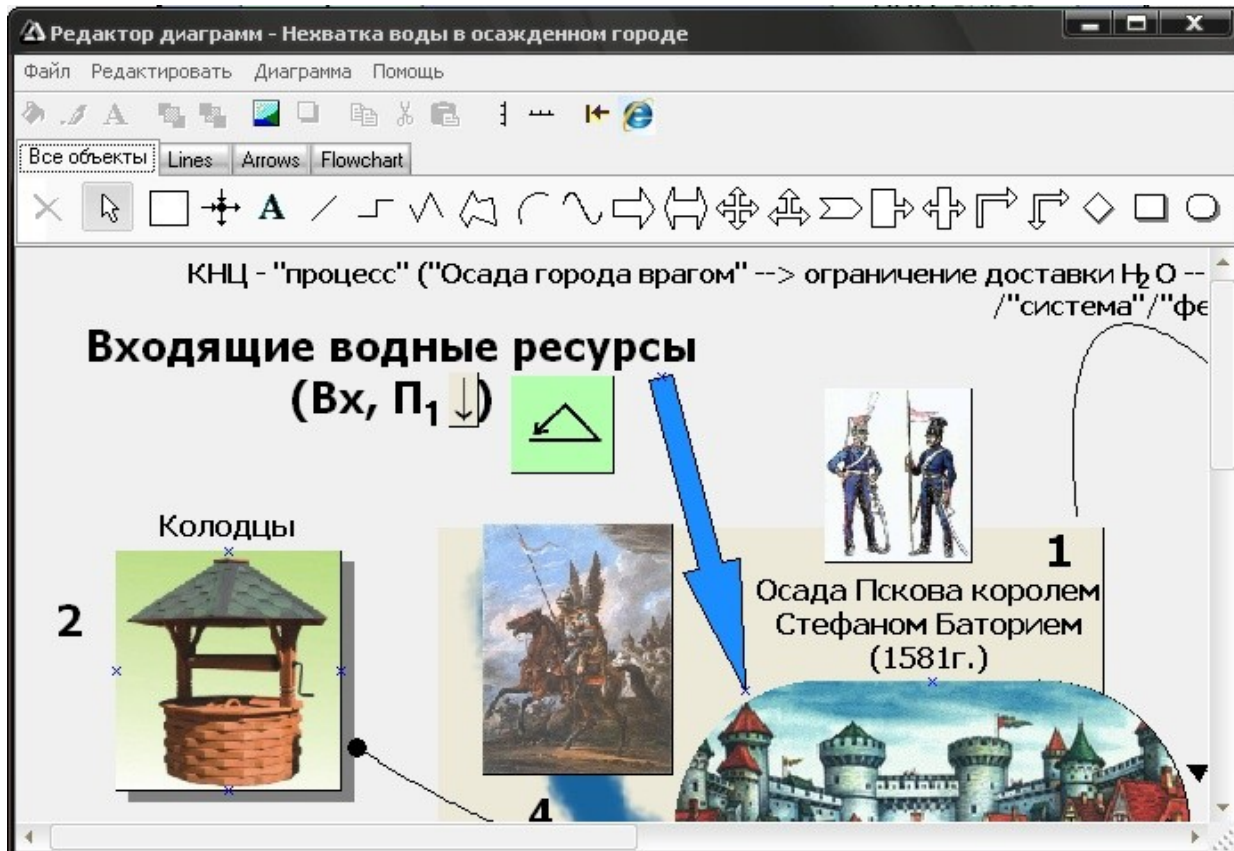 Редактор диаграмм - Нехватка воды в осажденном городе
Файл Редактировать Диаграмма Помощь
Все объекты Lines Arrows Flowchart
КНЦ - "процесс" ("Осада города врагом" --> ограничение доставки H₂O --
/"система"/"фе
Входящие водные ресурсы
(Вх, П₁ ↓)
Колодцы
2
1
Осада Пскова королем
Стефаном Баторием
(1581г.)
4